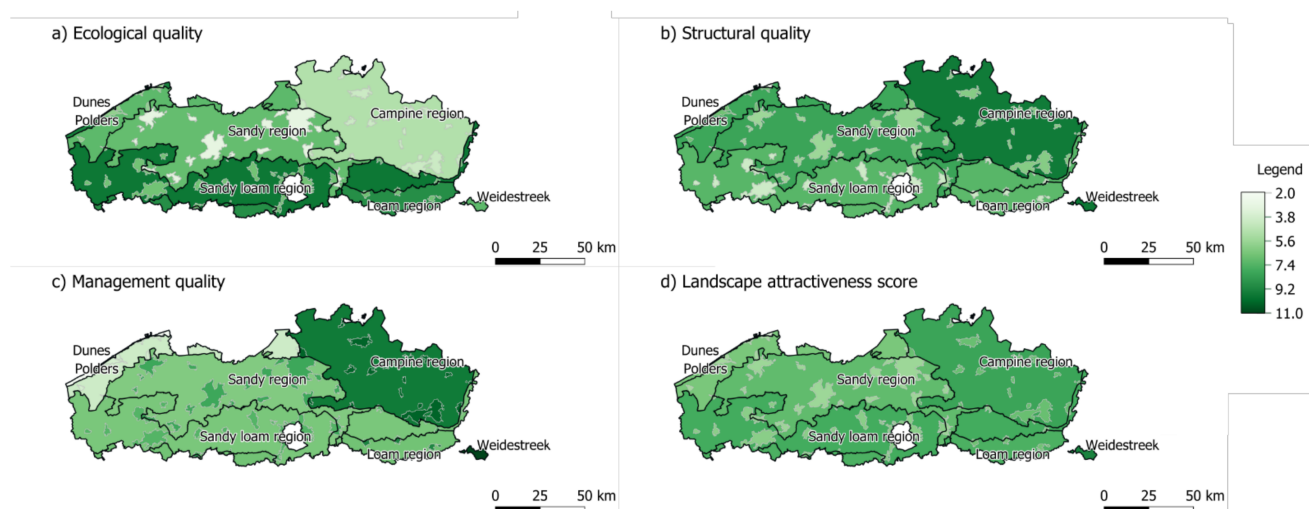 a) Ecological quality
Dunes
Polders
Sandy region
Campine region
Sandy loam region
Loam region
Weidestreek
0 25 50 km
b) Structural quality
Dunes
Polders
Sandy region
Campine region
Sandy loam region
Loam region
Weidestreek
0 25 50 km
Legend
2.0
3.8
5.6
7.4
9.2
11.0
c) Management quality
Dunes
Polders
Sandy region
Campine region
Sandy loam region
Loam region
Weidestreek
0 25 50 km
d) Landscape attractiveness score
Dunes
Polders
Sandy region
Campine region
Sandy loam region
Loam region
Weidestreek
0 25 50 km